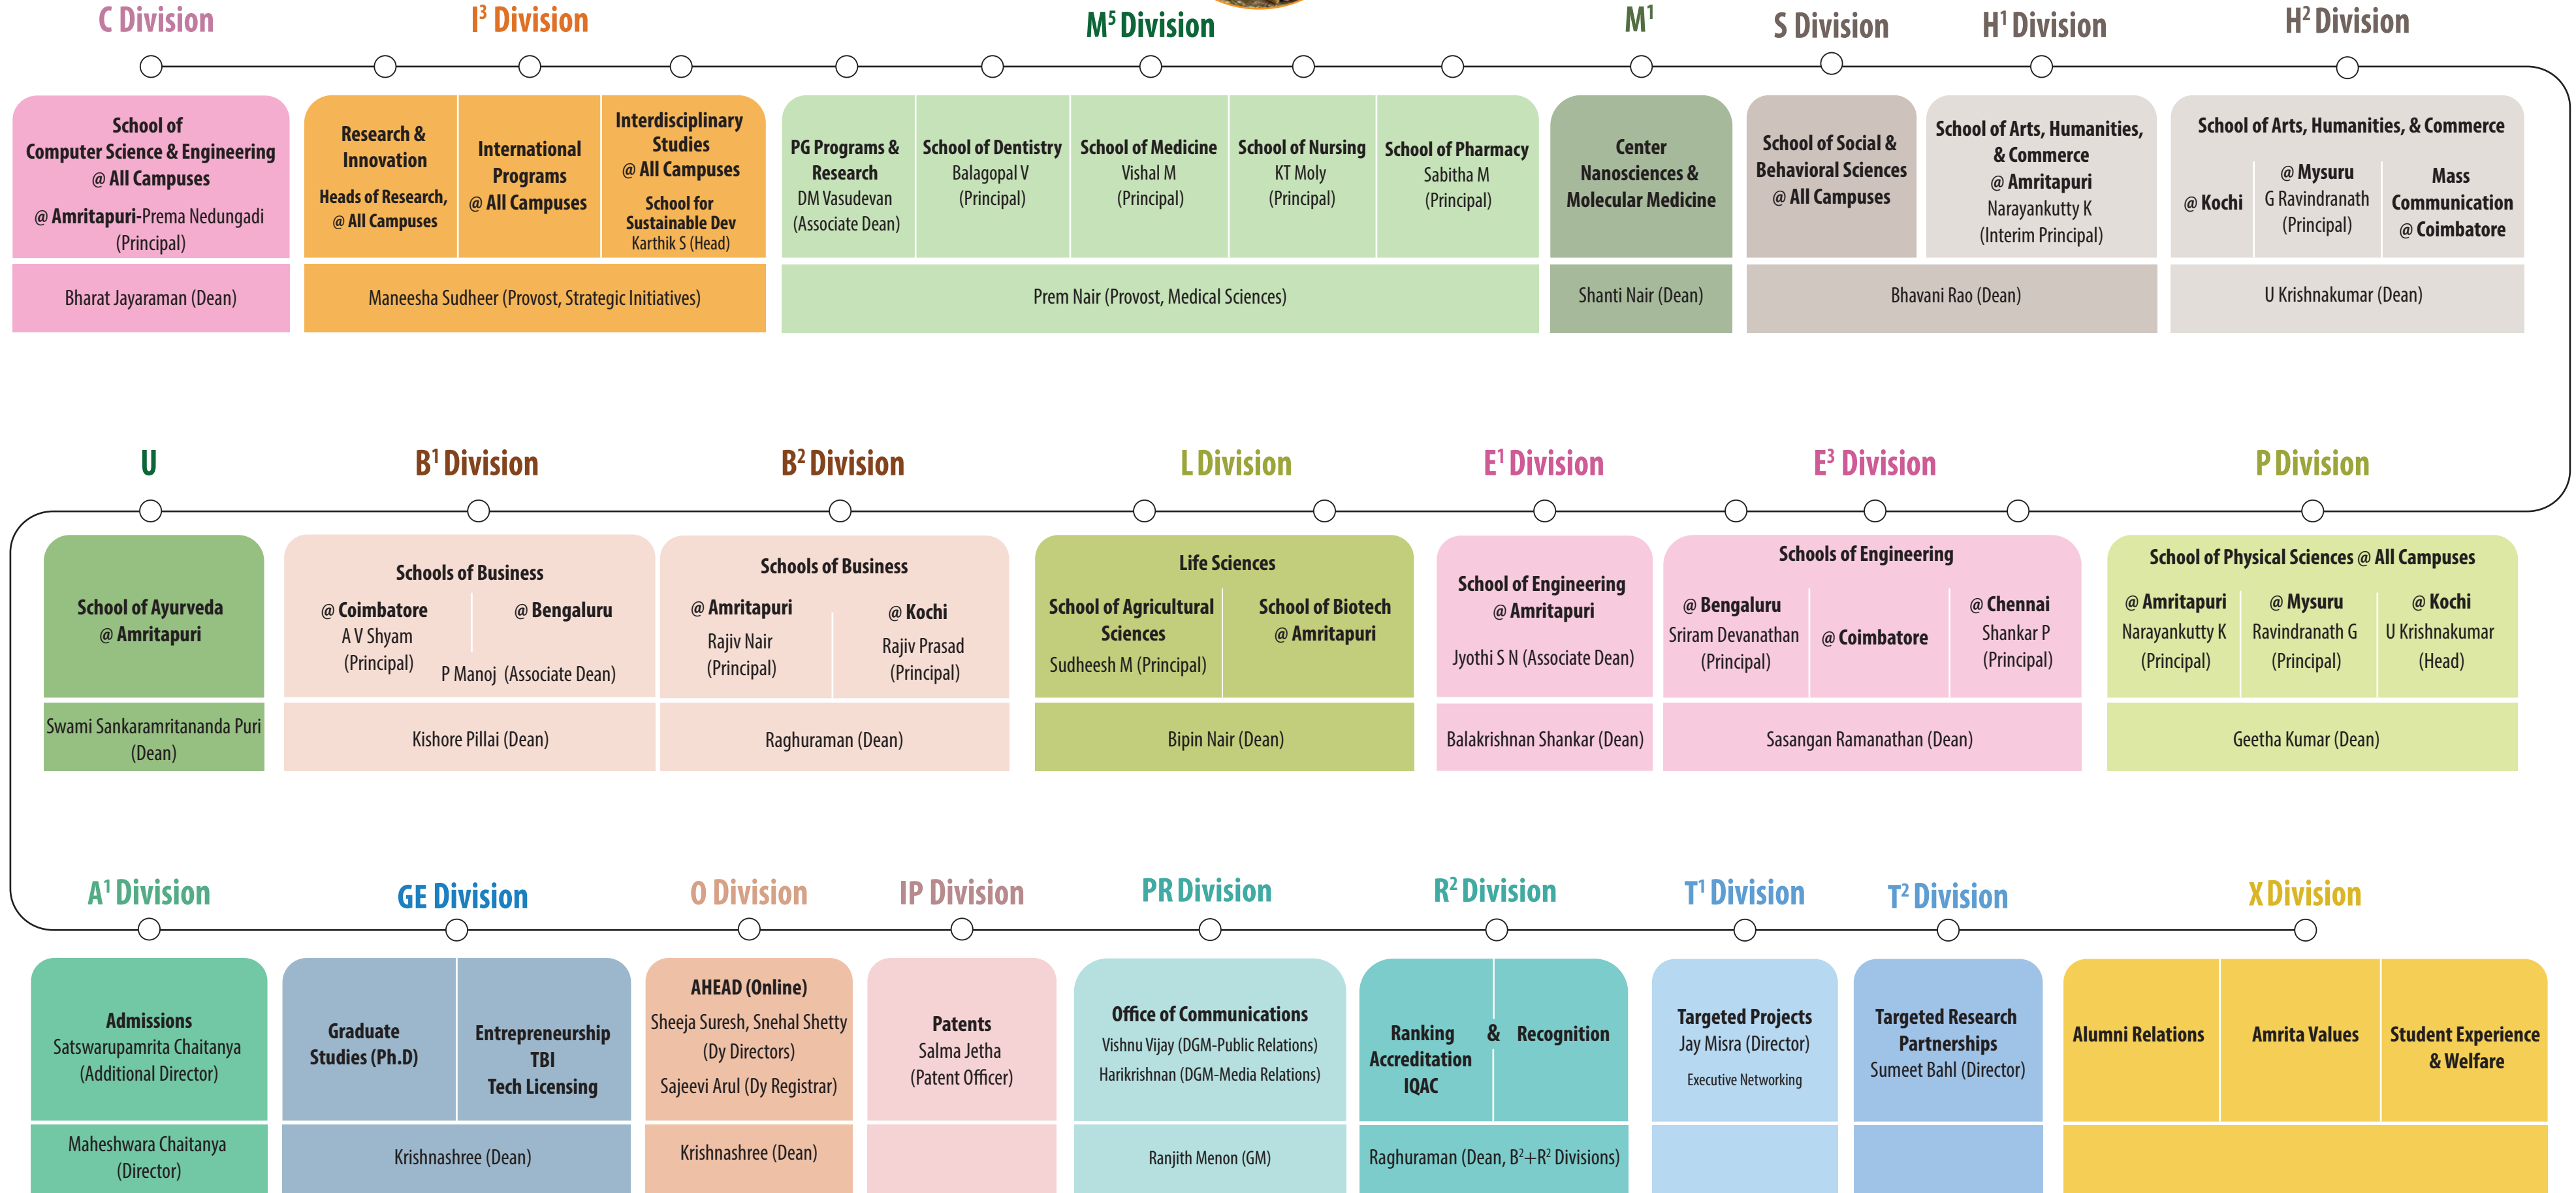 C Division
I³ Division
M⁵ Division
M¹
S Division
H¹ Division
H² Division
School of
Computer Science & Engineering
@ All Campuses
@ Amritapuri-Prema Nedungadi
(Principal)
Bharat Jayaraman (Dean)
Research &
Innovation
Heads of Research,
@ All Campuses
International
Programs
@ All Campuses
Interdisciplinary
Studies
@ All Campuses
School for
Sustainable Dev
Karthik S (Head)
Maneesha Sudheer (Provost, Strategic Initiatives)
PG Programs &
Research
DM Vasudevan
(Associate Dean)
School of Dentistry
Balagopal V
(Principal)
School of Medicine
Vishal M
(Principal)
School of Nursing
KT Moly
(Principal)
School of Pharmacy
Sabitha M
(Principal)
Prem Nair (Provost, Medical Sciences)
Center
Nanosciences &
Molecular Medicine
Shanti Nair (Dean)
School of Social &
Behavioral Sciences
@ All Campuses
School of Arts, Humanities,
& Commerce
@ Amritapuri
Narayankutty K
(Interim Principal)
Bhavani Rao (Dean)
School of Arts, Humanities, & Commerce
@ Kochi
@ Mysuru
G Ravindranath
(Principal)
Mass
Communication
@ Coimbatore
U Krishnakumar (Dean)
U
B¹ Division
B² Division
L Division
E¹ Division
E³ Division
P Division
School of Ayurveda
@ Amritapuri
Swami Sankaramritananda Puri
(Dean)
Schools of Business
@ Coimbatore
A V Shyam
(Principal)
@ Bengaluru
P Manoj (Associate Dean)
Kishore Pillai (Dean)
Schools of Business
@ Amritapuri
Rajiv Nair
(Principal)
@ Kochi
Rajiv Prasad
(Principal)
Raghuraman (Dean)
Life Sciences
School of Agricultural
Sciences
Sudheesh M (Principal)
School of Biotech
@ Amritapuri
Bipin Nair (Dean)
School of Engineering
@ Amritapuri
Jyothi S N (Associate Dean)
Balakrishnan Shankar (Dean)
Schools of Engineering
@ Bengaluru
Sriram Devanathan
(Principal)
@ Coimbatore
@ Chennai
Shankar P
(Principal)
Sasangan Ramanathan (Dean)
School of Physical Sciences @ All Campuses
@ Amritapuri
Narayankutty K
(Principal)
@ Mysuru
Ravindranath G
(Principal)
@ Kochi
U Krishnakumar
(Head)
Geetha Kumar (Dean)
A¹ Division
GE Division
O Division
IP Division
PR Division
R² Division
T¹ Division
T² Division
X Division
Admissions
Satswarupamrita Chaitanya
(Additional Director)
Maheshwara Chaitanya
(Director)
Graduate
Studies (Ph.D)
Entrepreneurship
TBI
Tech Licensing
Krishnashree (Dean)
AHEAD (Online)
Sheeja Suresh, Snehal Shetty
(Dy Directors)
Sajeevi Arul (Dy Registrar)
Krishnashree (Dean)
Patents
Salma Jetha
(Patent Officer)
Office of Communications
Vishnu Vijay (DGM-Public Relations)
Harikrishnan (DGM-Media Relations)
Ranjith Menon (GM)
Ranking & Recognition
Accreditation
IQAC
Raghuraman (Dean, B²+R² Divisions)
Targeted Projects
Jay Misra (Director)
Executive Networking
Targeted Research
Partnerships
Sumeet Bahl (Director)
Alumni Relations
Amrita Values
Student Experience
& Welfare